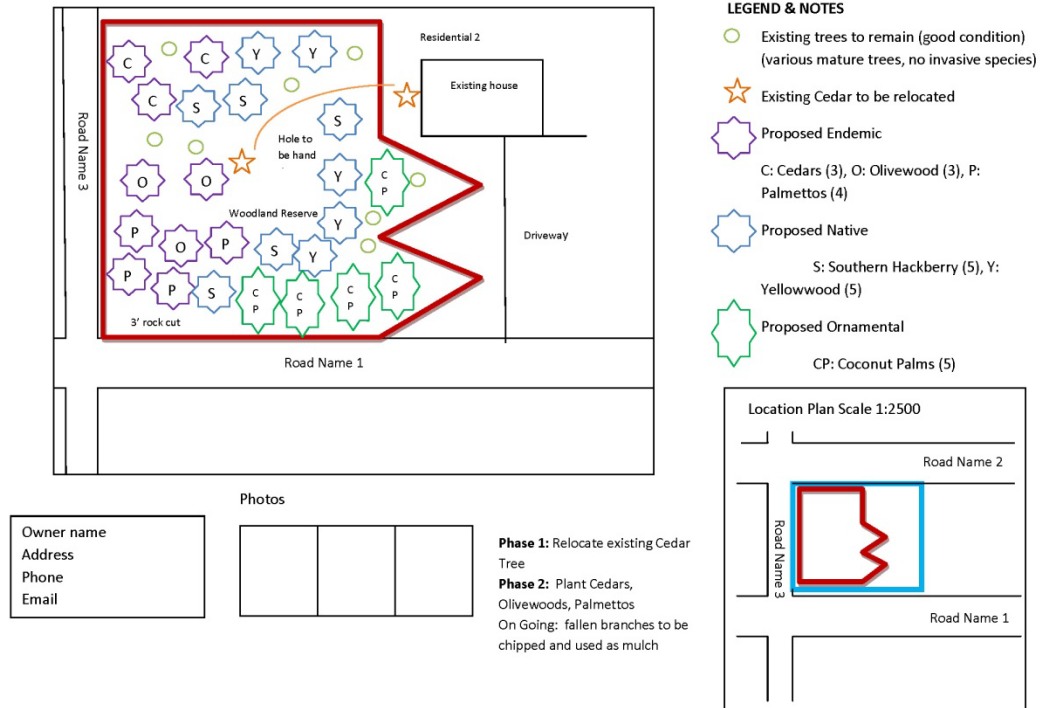 Road Name 3
C
C
Y
Y
C
S
S
S
O
O
Y
C
P
Y
P
O
P
S
Y
P
P
S
C
P
C
P
C
P
C
P
Residential 2
Existing house
Hole to
be hand
Woodland Reserve
Driveway
3’ rock cut
Road Name 1
LEGEND & NOTES
Existing trees to remain (good condition)
(various mature trees, no invasive species)
Existing Cedar to be relocated
Proposed Endemic
C: Cedars (3), O: Olivewood (3), P:
Palmettos (4)
Proposed Native
S: Southern Hackberry (5), Y:
Yellowwood (5)
Proposed Ornamental
CP: Coconut Palms (5)
Location Plan Scale 1:2500
Road Name 2
Road Name 3
Road Name 1
Owner name
Address
Phone
Email
Photos
Phase 1: Relocate existing Cedar
Tree
Phase 2: Plant Cedars,
Olivewoods, Palmettos
On Going: fallen branches to be
chipped and used as mulch